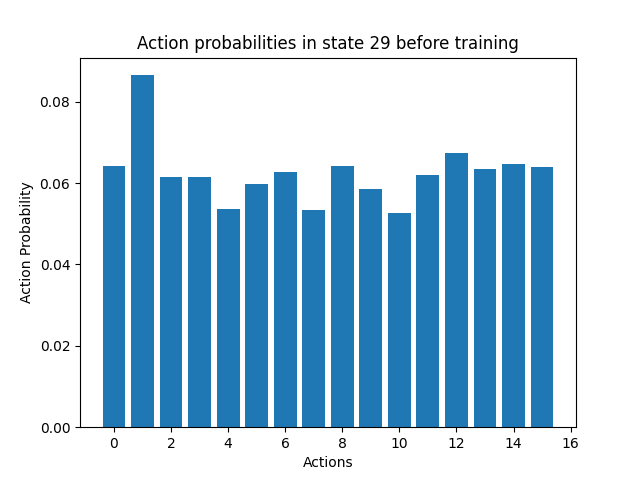 Action probabilities in state 29 before training
0.08
0.06
0.04
0.02
0.00
Action Probability
0 2 4 6 8 10 12 14 16
Actions